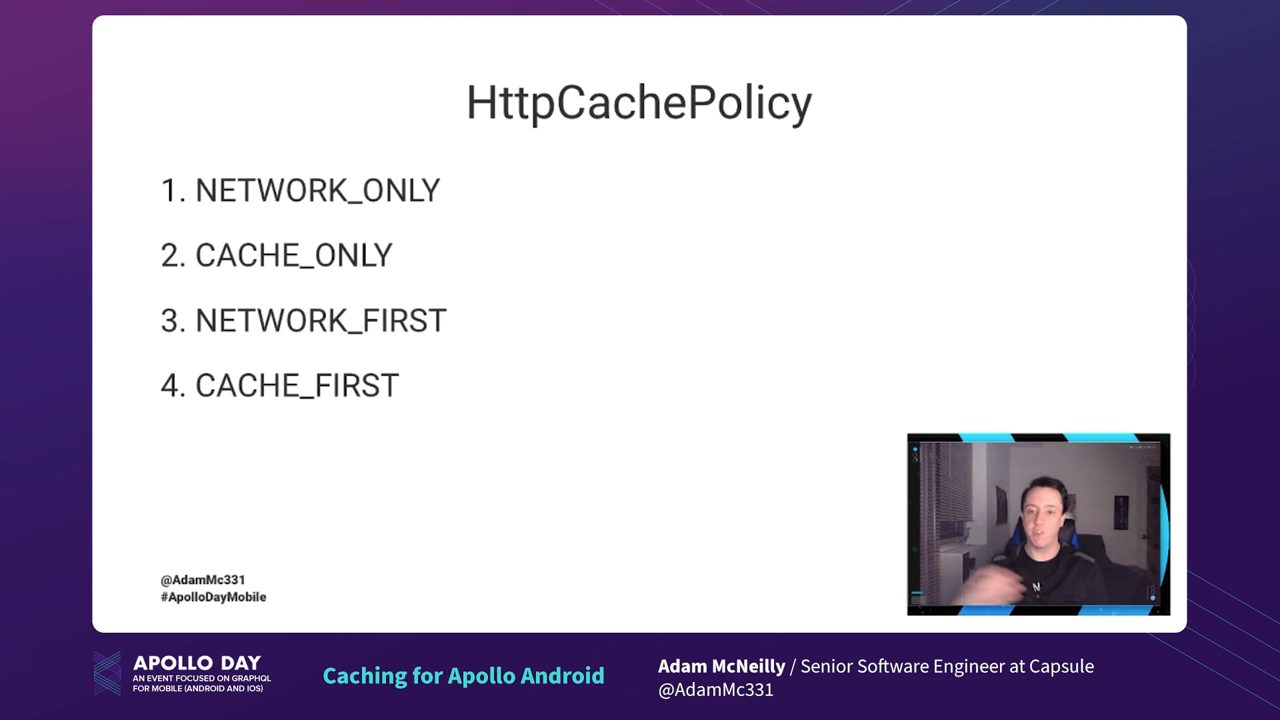 HttpCachePolicy
1. NETWORK_ONLY
2. CACHE_ONLY
3. NETWORK_FIRST
4. CACHE_FIRST
@AdamMc331
#ApolloDayMobile
APOLLO DAY
AN EVENT FOCUSED ON GRAPHQL
FOR MOBILE (ANDROID AND IOS)
Caching for Apollo Android
Adam McNeilly / Senior Software Engineer at Capsule
@AdamMc331